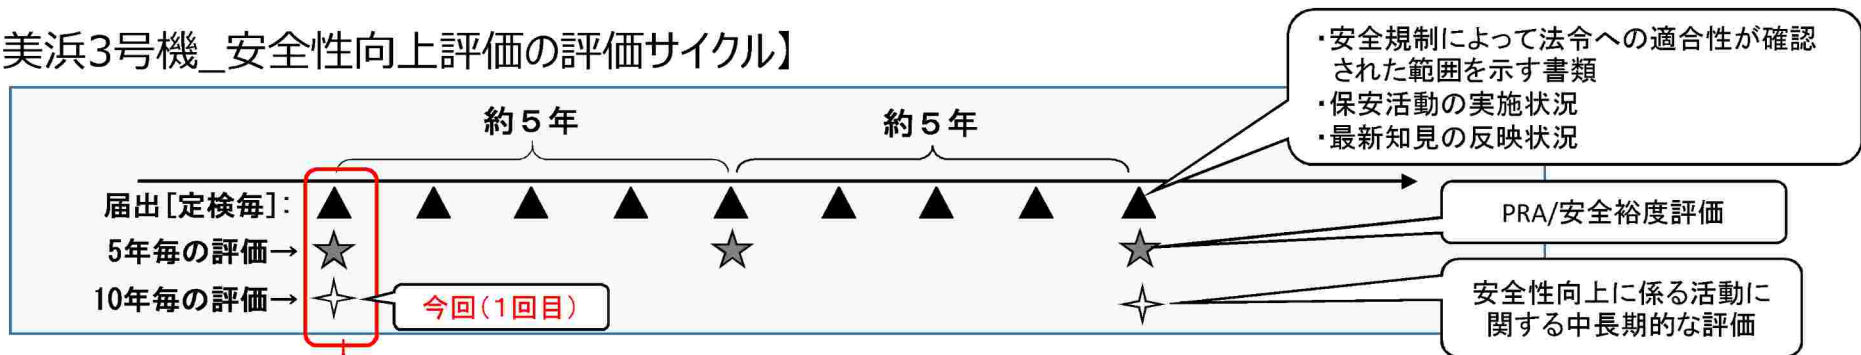 美浜3号機_安全性向上評価の評価サイクル】
・安全規制によって法令への適合性が確認
された範囲を示す書類
・保安活動の実施状況
・最新知見の反映状況
約5年
約5年
届出[定検毎]:
5年毎の評価→
10年毎の評価→
今回(1回目)
PRA/安全裕度評価
安全性向上に係る活動に
関する中長期的な評価